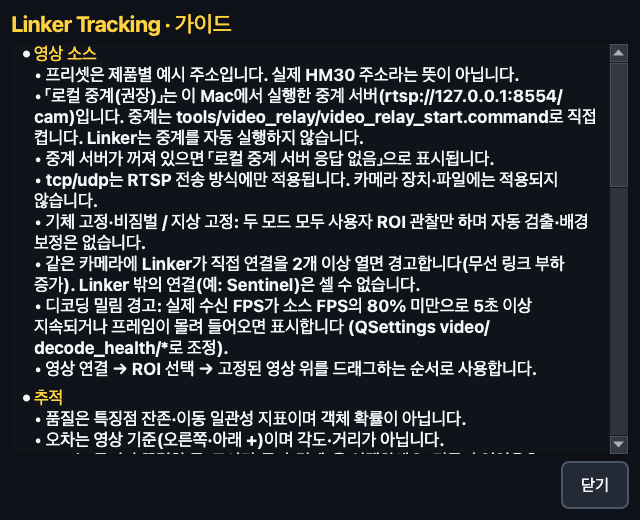 Linker Tracking · 가이드
● 영상 소스
• 프리셋은 제품별 예시 주소입니다. 실제 HM30 주소라는 뜻이 아닙니다.
• 「로컬 중계(권장)」는 이 Mac에서 실행한 중계 서버(rtsp://127.0.0.1:8554/
cam)입니다. 중계는 tools/video_relay/video_relay_start.command로 직접
켭니다. Linker는 중계를 자동 실행하지 않습니다.
• 중계 서버가 꺼져 있으면 「로컬 중계 서버 응답 없음」으로 표시됩니다.
• tcp/udp는 RTSP 전송 방식에만 적용됩니다. 카메라 장치·파일에는 적용되지
않습니다.
• 기체 고정·비짐벌 / 지상 고정: 두 모드 모두 사용자 ROI 관찰만 하며 자동 검출·배경
보정은 없습니다.
• 같은 카메라에 Linker가 직접 연결을 2개 이상 열면 경고합니다(무선 링크 부하
증가). Linker 밖의 연결(예: Sentinel)은 셀 수 없습니다.
• 디코딩 밀림 경고: 실제 수신 FPS가 소스 FPS의 80% 미만으로 5초 이상
지속되거나 프레임이 몰려 들어오면 표시합니다 (QSettings video/
decode_health/*로 조정).
• 영상 연결 → ROI 선택 → 고정된 영상 위를 드래그하는 순서로 사용합니다.
● 추적
• 품질은 특징점 잔존·이동 일관성 지표이며 객체 확률이 아닙니다.
• 오차는 영상 기준(오른쪽·아래 +)이며 각도·거리가 아닙니다.
닫기